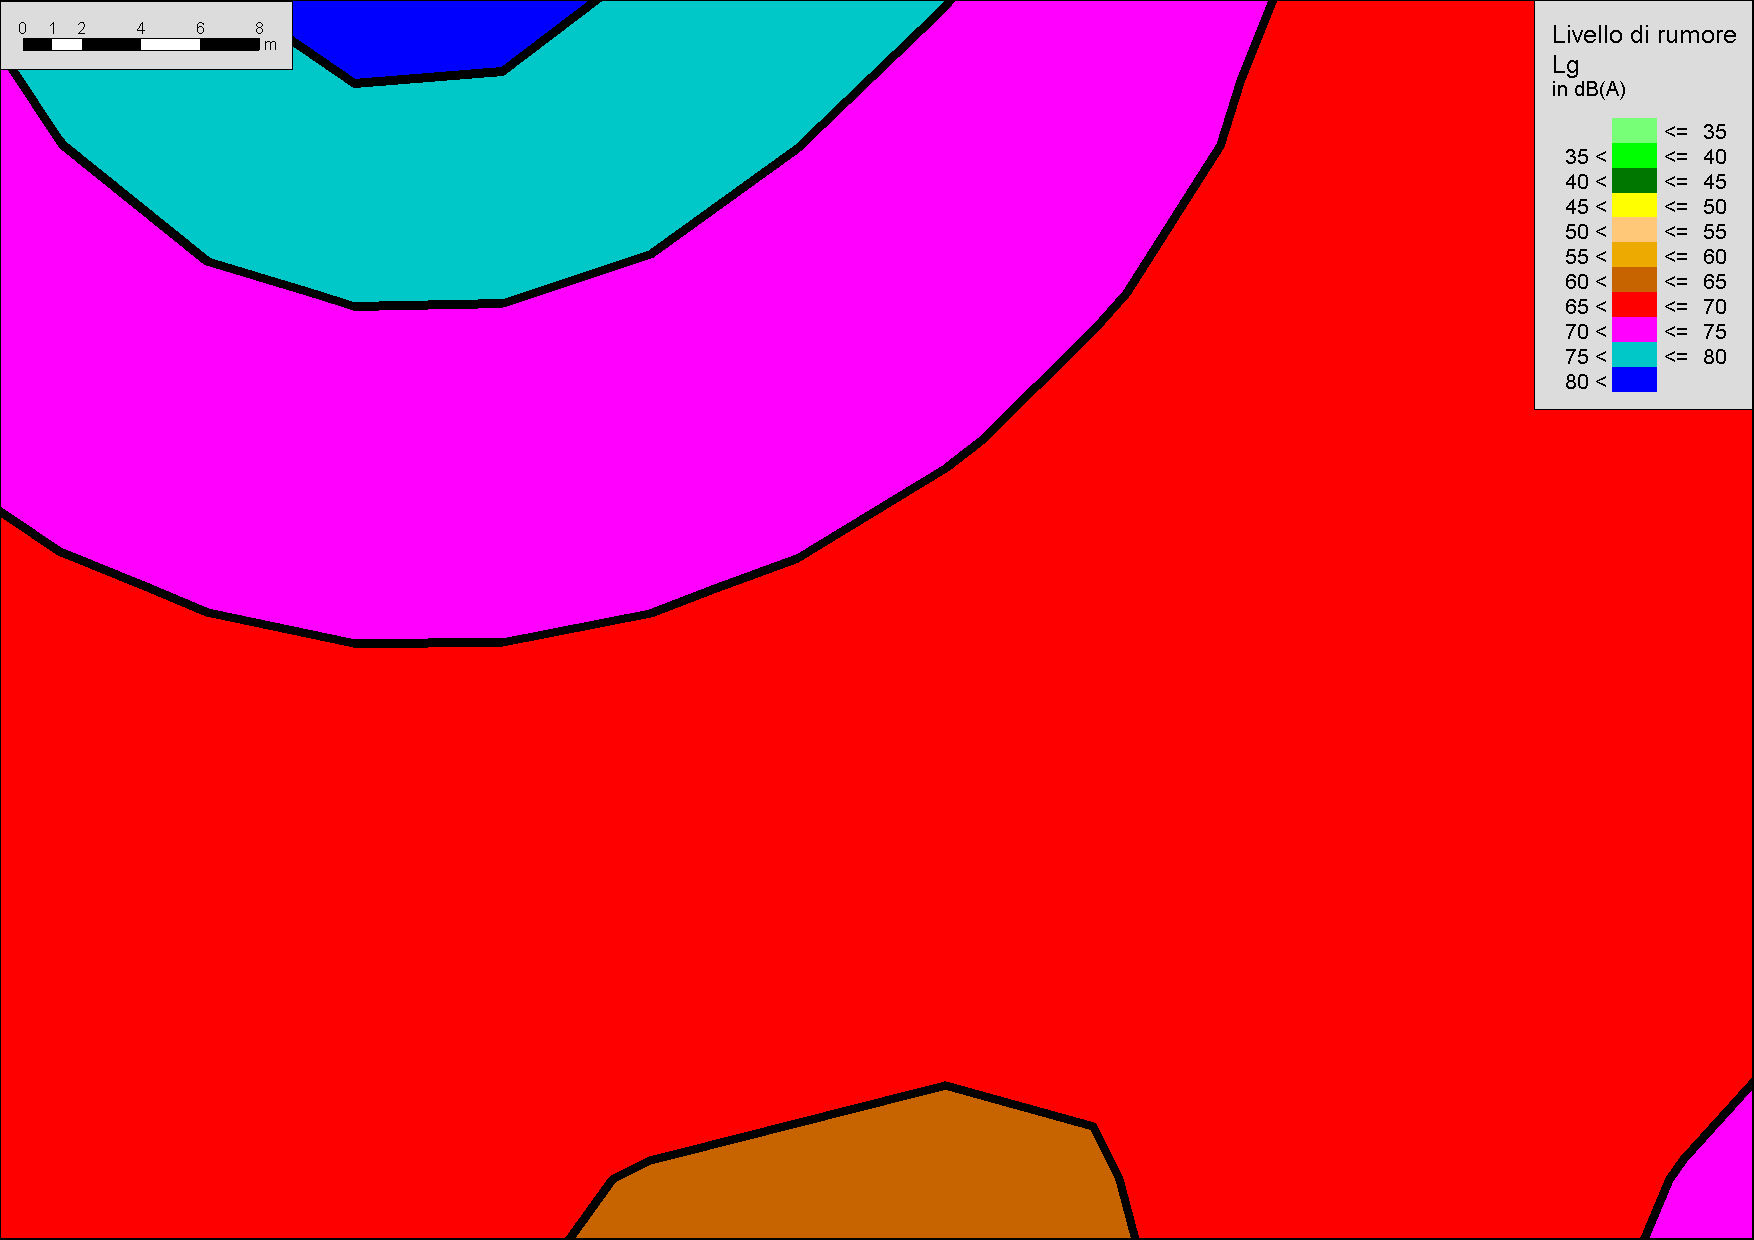 0 1 2 4 6 8
m
Livello di rumore
Lg
in dB(A)
<= 35
35 < <= 40
40 < <= 45
45 < <= 50
50 < <= 55
55 < <= 60
60 < <= 65
65 < <= 70
70 < <= 75
75 < <= 80
80 <